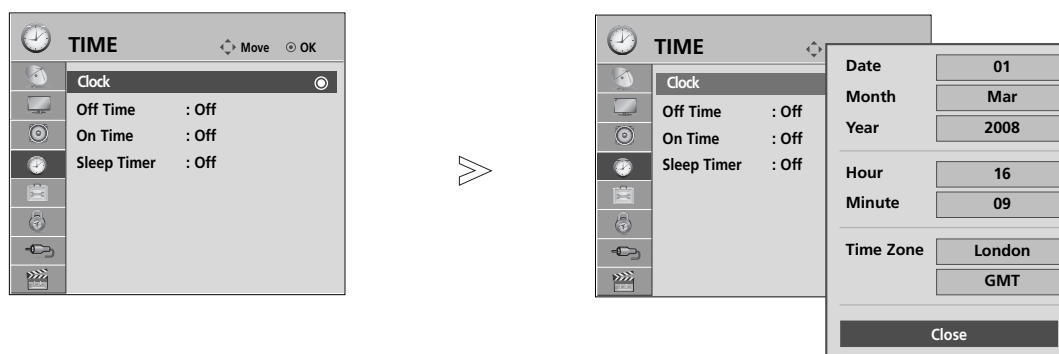 TIME Move OK
Clock
Off Time : Off
On Time : Off
Sleep Timer : Off
TIME
Clock
Off Time : Off
On Time : Off
Sleep Timer : Off
Date 01
Month Mar
Year 2008
Hour 16
Minute 09
Time Zone London
GMT
Close